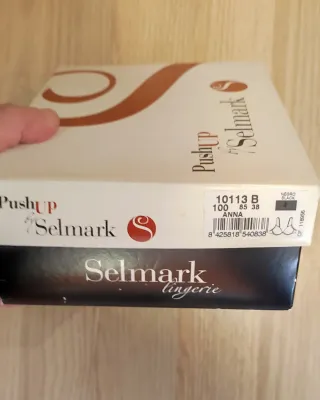 PushUP
by Selmark
S
PushUP
by Selmark
S
10113 B
100 85 38
ANNA
NEGRO
BLACK
8 425818 540838
Selmark
lingerie